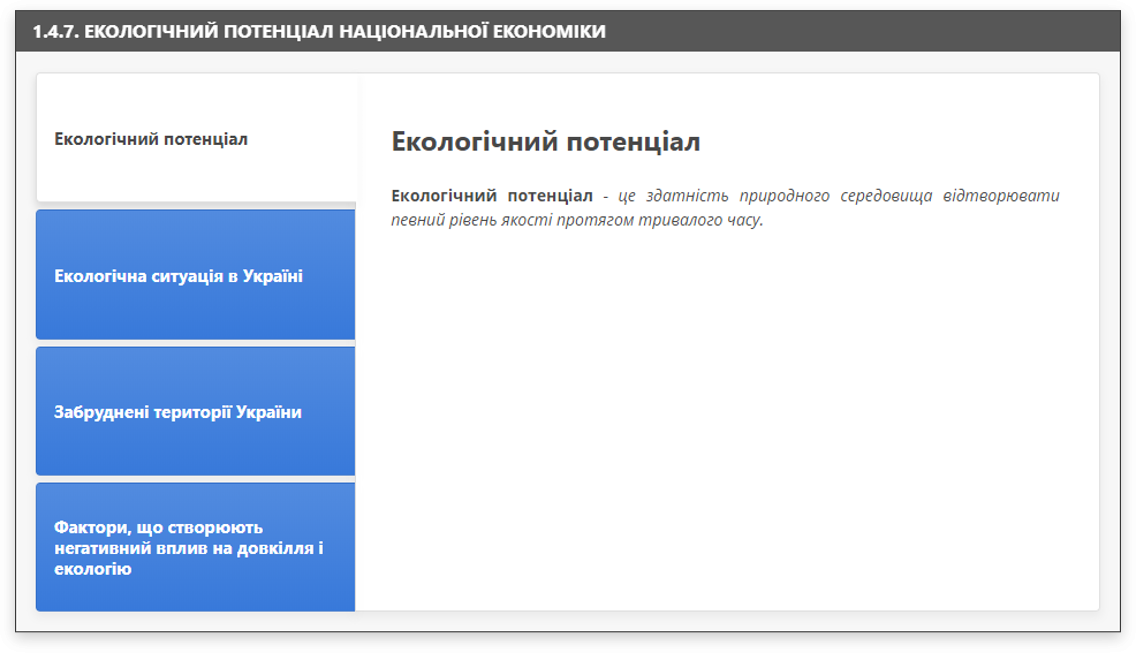 1.4.7. ЕКОЛОГІЧНИЙ ПОТЕНЦІАЛ НАЦІОНАЛЬНОЇ ЕКОНОМІКИ
Екологічний потенціал
Екологічна ситуація в Україні
Забруднені території України
Фактори, що створюють
негативний вплив на довкілля і
екологію
Екологічний потенціал
Екологічний потенціал - це здатність природного середовища відтворювати
певний рівень якості протягом тривалого часу.